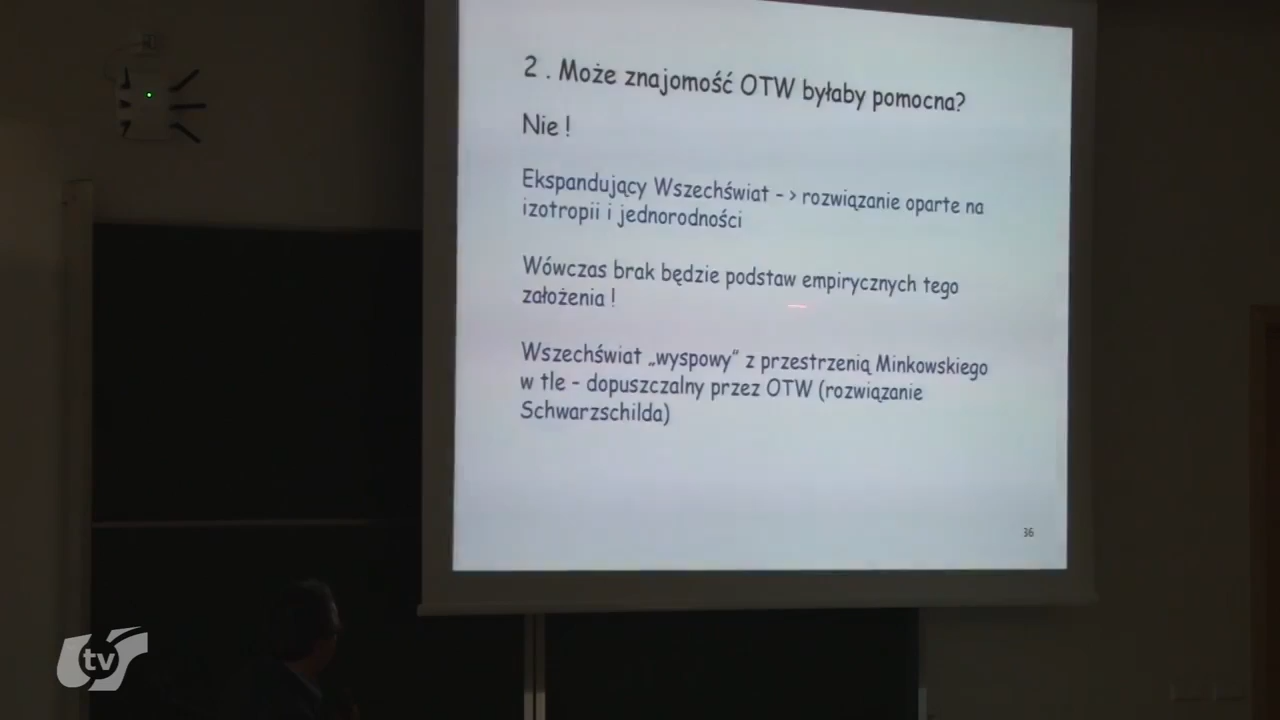 2 . Może znajomość OTW byłaby pomocna?
Nie !
Ekspandujący Wszechświat - > rozwiązanie oparte na
izotropii i jednorodności
Wówczas brak będzie podstaw empirycznych tego
założenia !
Wszechświat „wyspowy“ z przestrzenią Minkowskiego
w tle - dopuszczalny przez OTW (rozwiązanie
Schwarzschilda)
36
tv